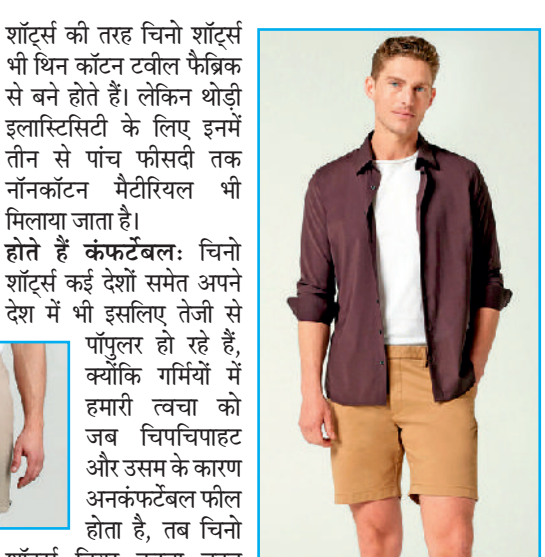 शॉर्ट्स की तरह चिनो शॉर्ट्स
भी थिन कॉटन टवील फैब्रिक
से बने होते हैं। लेकिन थोड़ी
इलास्टिसिटी के लिए इनमें
तीन से पांच फीसदी तक
नॉनकॉटन मैटीरियल भी
मिलाया जाता है।
होते हैं कंफर्टेबलः चिनो
शॉर्ट्स कई देशों समेत अपने
देश में भी इसलिए तेजी से
पॉपुलर हो रहे हैं,
क्योंकि गर्मियों में
हमारी त्वचा को
जब चिपचिपाहट
और उसम के कारण
अनकंफर्टेबल फील
होता है, तब चिनो